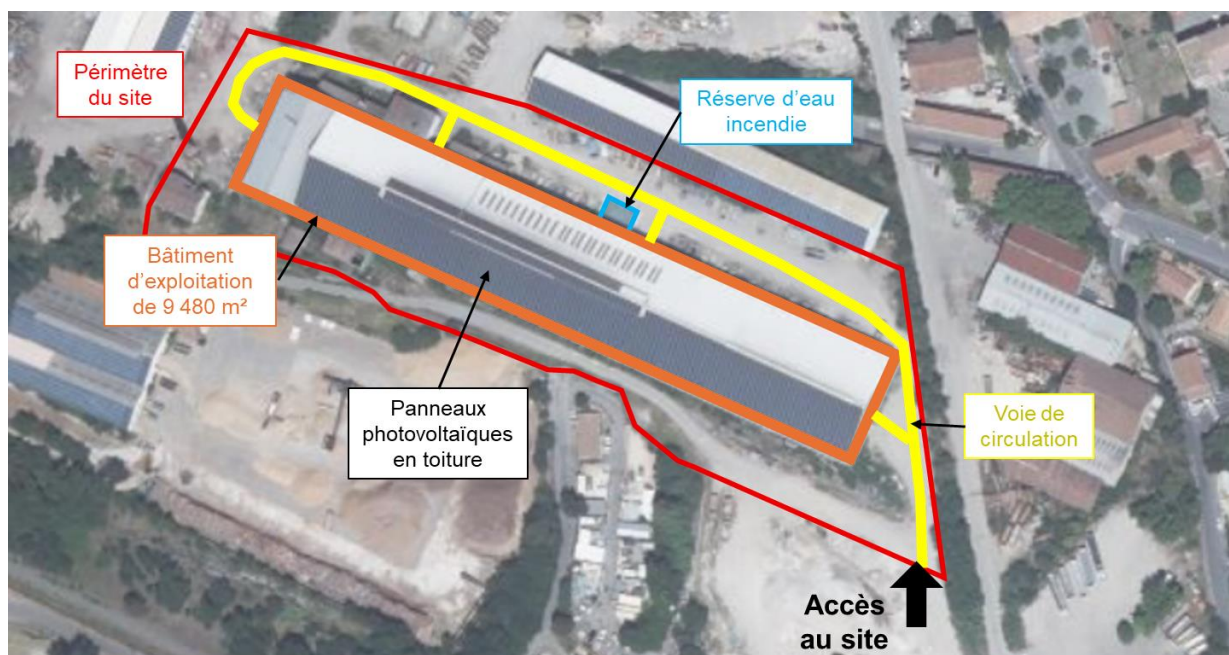 Périmètre
du site
Réserve d’eau
incendie
Bâtiment
d’exploitation
de 9 480 m²
Panneaux
photovoltaïques
en toiture
Voie de
circulation
Accès
au site